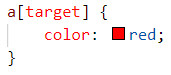 a[target] {
    color: red;
}